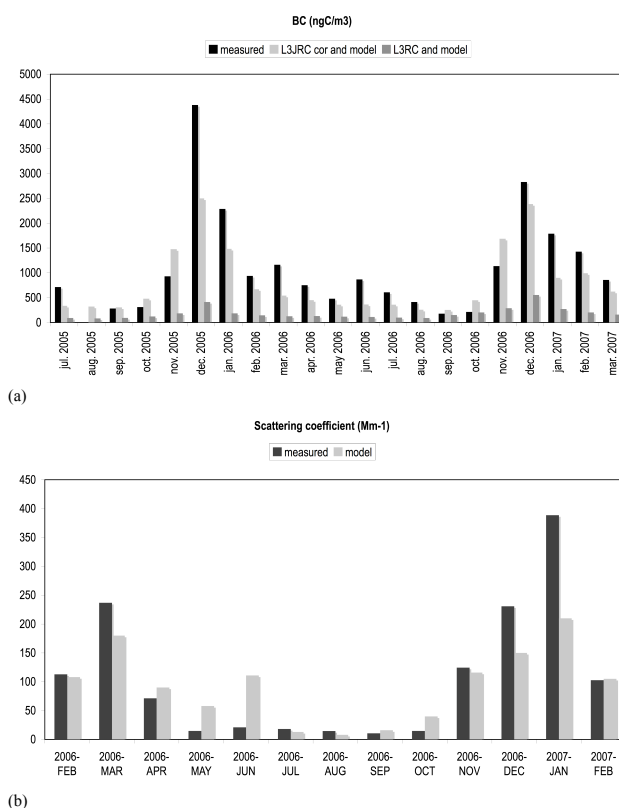 BC (ngC/m3)
measured L3JRC cor and model L3RC and model
5000
4500
4000
3500
3000
2500
2000
1500
1000
500
0
jul. 2005
aug. 2005
sep. 2005
oct. 2005
nov. 2005
dec. 2005
jan. 2006
feb. 2006
mar. 2006
apr. 2006
may 2006
jun. 2006
jul. 2006
aug. 2006
sep. 2006
oct. 2006
nov. 2006
dec. 2006
jan. 2007
feb. 2007
mar. 2007
(a)
Scattering coefficient (Mm-1)
measured model
450
400
350
300
250
200
150
100
50
0
2006- 2006- 2006- 2006- 2006- 2006- 2006- 2006- 2006- 2006- 2006- 2007- 2007-
FEB MAR APR MAY JUN JUL AUG SEP OCT NOV DEC JAN FEB
(b)